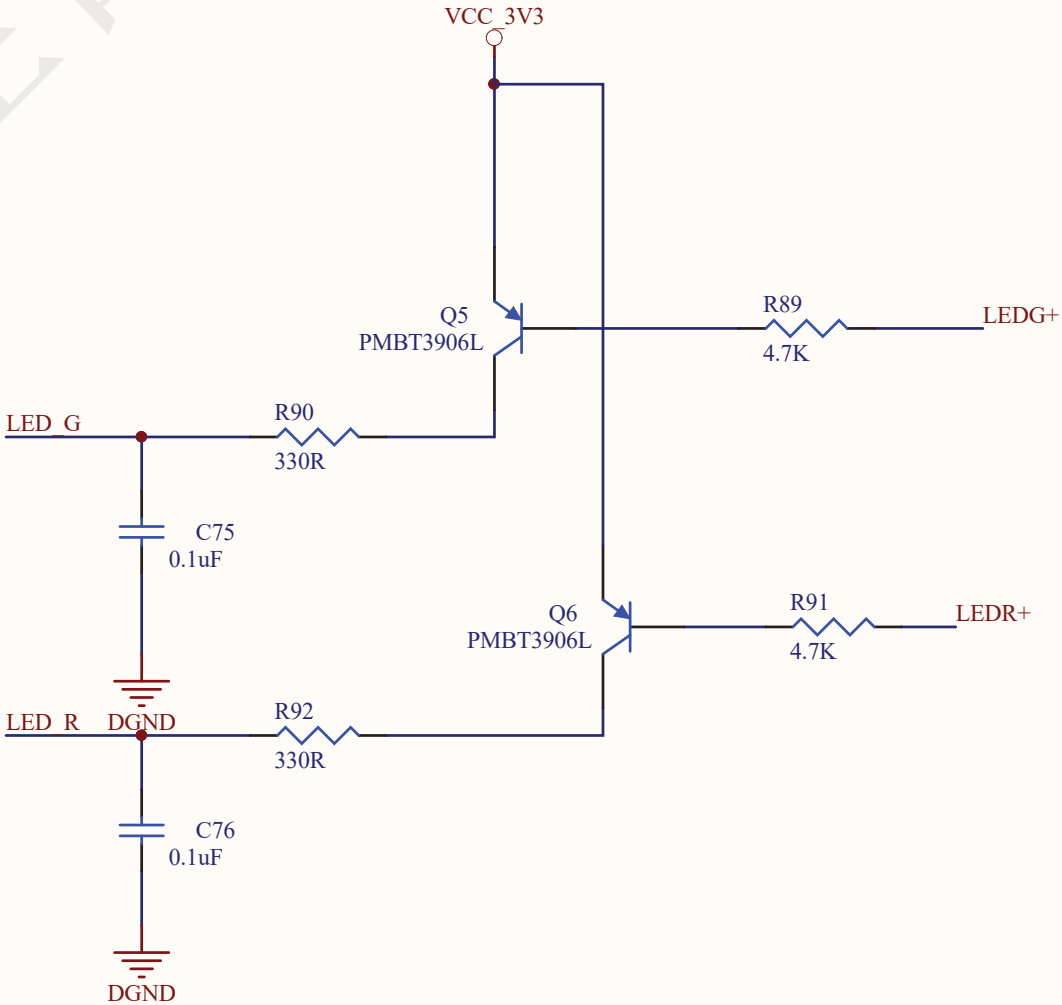 VCC_3V3
Q5
PMBT3906L
R89
4.7K
LEDG+
LED_G
R90
330R
C75
0.1uF
DGND
Q6
PMBT3906L
R91
4.7K
LEDR+
LED_R
R92
330R
C76
0.1uF
DGND